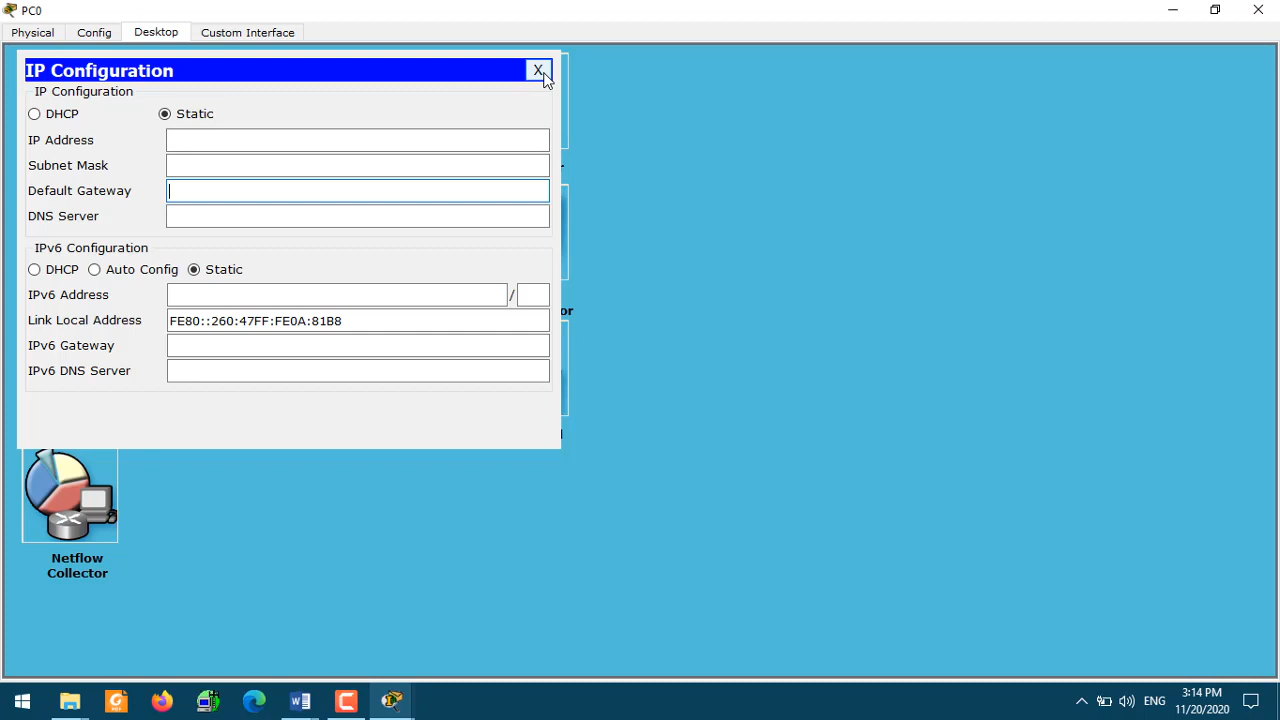 PC0
Physical Config Desktop Custom Interface
IP Configuration X
IP Configuration
DHCP Static
IP Address
Subnet Mask
Default Gateway
DNS Server
IPv6 Configuration
DHCP Auto Config Static
IPv6 Address /
or
Link Local Address FE80::260:47FF:FE0A:81B8
IPv6 Gateway
IPv6 DNS Server
Netflow
Collector
ENG
3:14 PM
11/20/2020